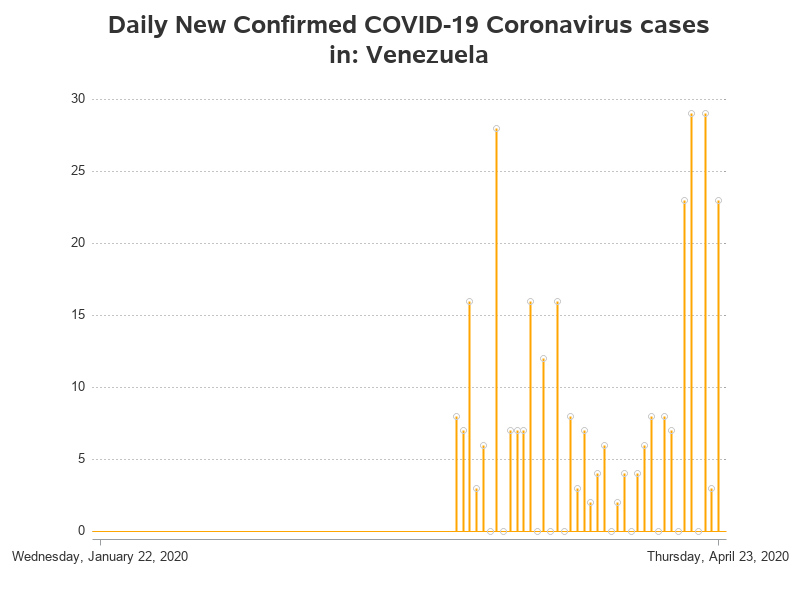 Daily New Confirmed COVID-19 Coronavirus cases
in: Venezuela
30
25
20
15
10
5
0
Wednesday, January 22, 2020
Thursday, April 23, 2020